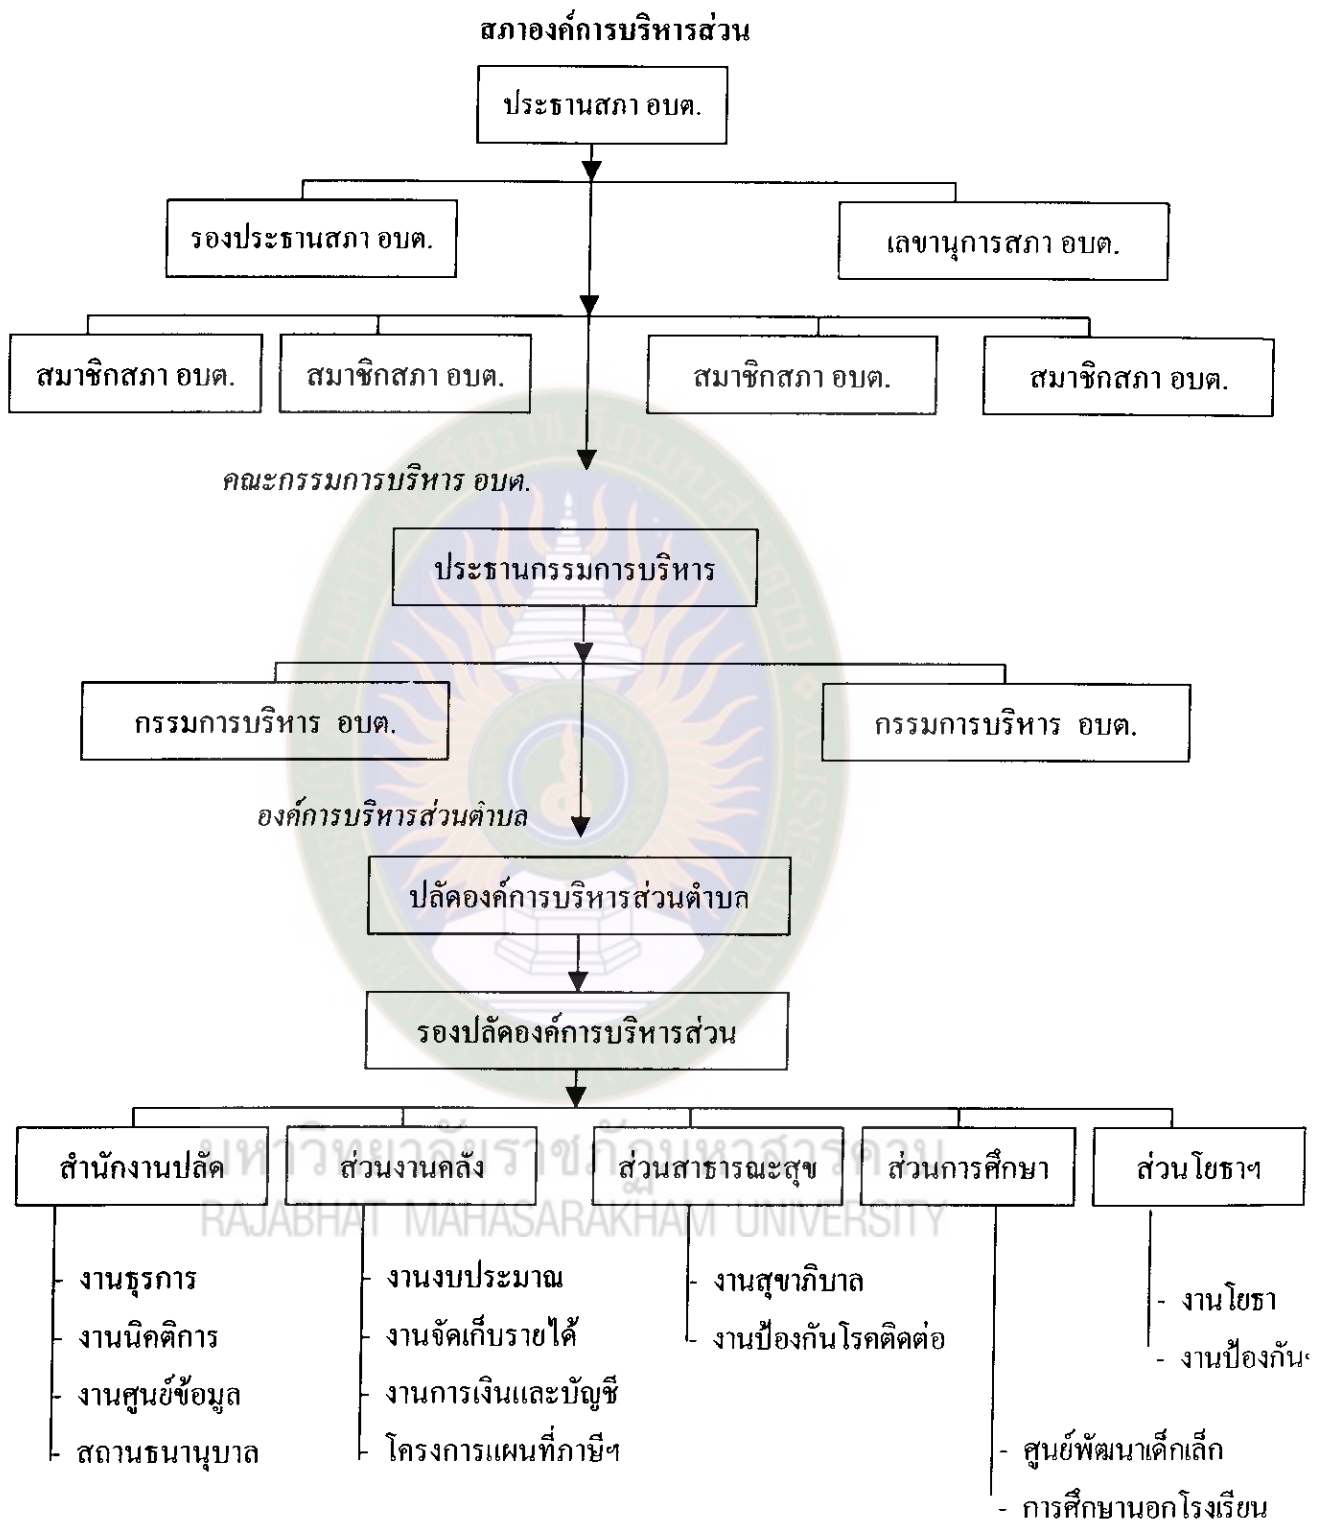 สภาองค์การบริหารส่วน
ประธานสภา อบต.
รองประธานสภา อบต.
เลขานุการสภา อบต.
สมาชิกสภา อบต.
สมาชิกสภา อบต.
สมาชิกสภา อบต.
สมาชิกสภา อบต.
คณะกรรมการบริหาร อบต.
ประธานกรรมการบริหาร
กรรมการบริหาร อบต.
กรรมการบริหาร อบต.
องค์การบริหารส่วนตำบล
ปลัดองค์การบริหารส่วนตำบล
รองปลัดองค์การบริหารส่วน
สำนักงานปลัด
ส่วนงานคลัง
ส่วนสาธารณะสุข
ส่วนการศึกษา
ส่วนโยธาฯ
มหาวิทยาลัยราชภัฏมหาสารคาม
RAJABHAT MAHASARAKHAM UNIVERSITY
- งานธุรการ
- งานนิคติการ
- งานศูนย์ข้อมูล
- สถานธนานุบาล
- งานงบประมาณ
- งานจัดเก็บรายได้
- งานการเงินและบัญชี
- โครงการแผนที่ภาษีฯ
- งานสุขาภิบาล
- งานป้องกันโรคติดต่อ
- ศูนย์พัฒนาเด็กเล็ก
- การศึกษานอกโรงเรียน
- งานโยธา
- งานป้องกันฯ